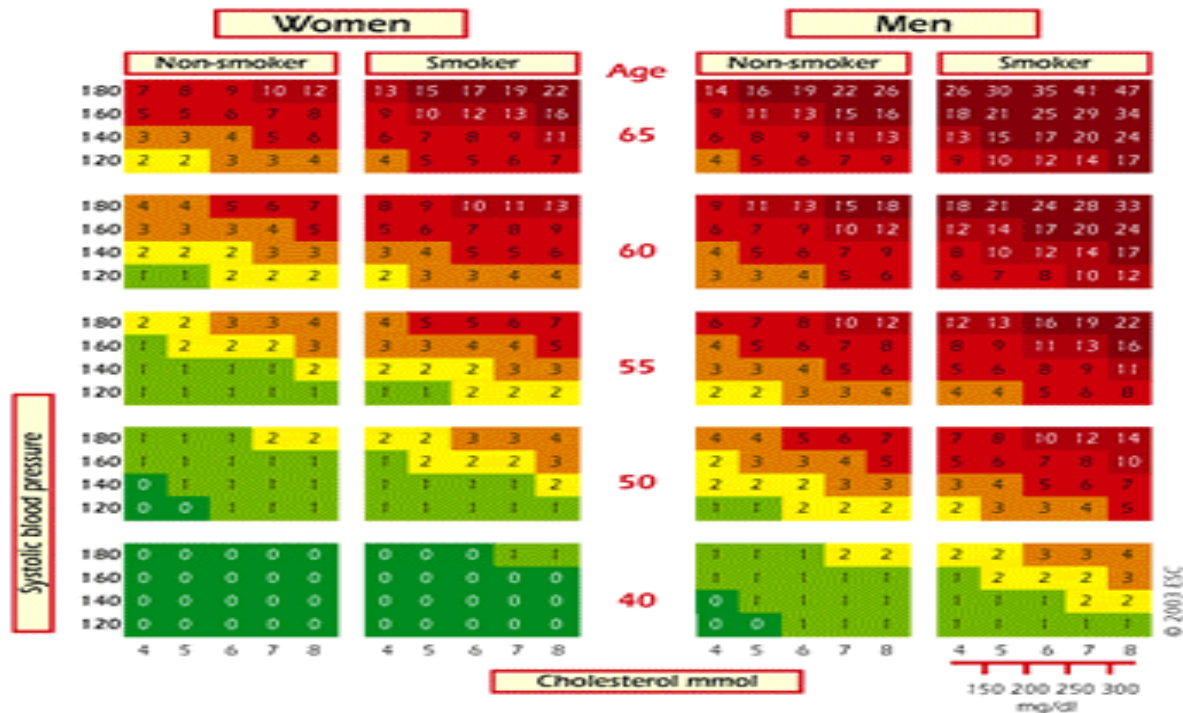 Women Men
Non-smoker Smoker Age Non-smoker Smoker
180 7 8 9 10 12 13 15 17 19 22 14 16 19 22 26 26 30 35 41 47
160 5 5 6 7 8 9 10 12 13 16 9 11 13 15 16 18 21 25 29 34
140 3 3 4 5 6 6 7 8 9 11 65 6 8 9 11 13 13 15 17 20 24
120 2 2 3 3 4 4 5 5 6 7 4 5 6 7 9 9 10 12 14 17
180 4 4 5 6 7 8 9 10 11 13 9 11 13 15 18 18 21 24 28 33
160 3 3 3 4 5 5 6 7 8 9 6 7 9 10 12 12 14 17 20 24
140 2 2 2 3 3 3 4 5 5 6 60 4 5 6 7 9 8 10 12 14 17
120 1 1 2 2 2 2 3 3 4 4 3 3 4 5 6 6 7 8 10 12
180 2 2 3 3 4 4 5 5 6 7 6 7 8 10 12 12 13 16 19 22
160 1 2 2 2 3 3 3 4 4 5 4 5 6 7 8 8 9 11 13 16
140 1 1 1 1 2 2 2 2 3 3 55 3 3 4 5 6 5 6 8 9 11
120 1 1 1 1 1 1 1 2 2 2 2 2 3 3 4 4 4 5 6 8
180 1 1 1 2 2 2 2 3 3 4 4 4 5 6 7 7 8 10 12 14
160 1 1 1 1 1 1 2 2 2 3 2 3 3 4 5 5 6 7 8 10
140 0 1 1 1 1 1 1 1 1 2 50 2 2 2 3 3 3 4 5 6 7
120 0 0 1 1 1 1 1 1 1 1 1 1 2 2 2 2 3 3 4 5
180 0 0 0 0 0 0 0 0 1 1 1 1 1 2 2 2 2 3 3 4
160 0 0 0 0 0 0 0 0 0 0 1 1 1 1 1 1 2 2 2 3
140 0 0 0 0 0 0 0 0 0 0 40 0 1 1 1 1 1 1 1 2 2
120 0 0 0 0 0 0 0 0 0 0 0 0 1 1 1 1 1 1 1 1
4 5 6 7 8 4 5 6 7 8 4 5 6 7 8 4 5 6 7 8
Systolic blood pressure
Cholesterol mmol
150 200 250 300
mg/dl
© 2003 ESC